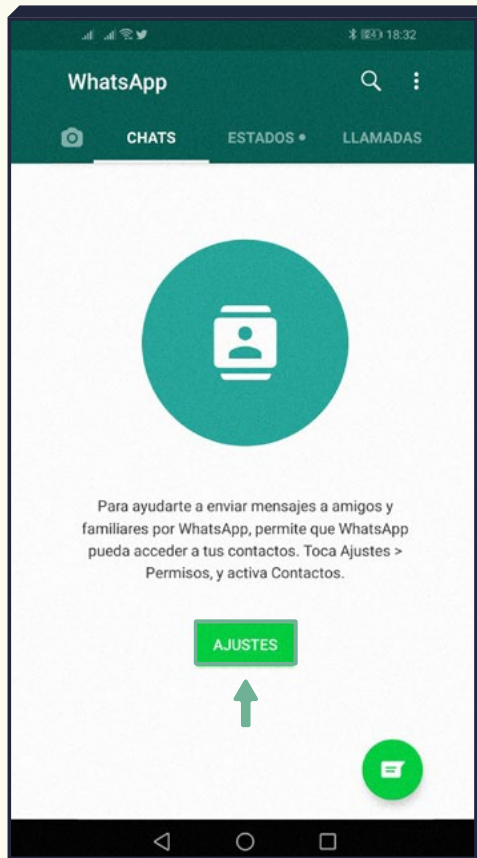 24 18:32
WhatsApp
CHATS ESTADOS • LLAMADAS
Para ayudarte a enviar mensajes a amigos y
familiares por WhatsApp, permite que WhatsApp
pueda acceder a tus contactos. Toca Ajustes >
Permisos, y activa Contactos.
AJUSTES